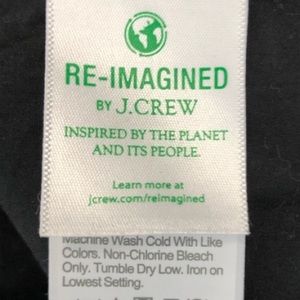 RE-IMAGINED
BY J.CREW
INSPIRED BY THE PLANET
AND ITS PEOPLE.
Learn more at
jcrew.com/reimagined
Machine Wash Cold With Like
Colors. Non-Chlorine Bleach
Only. Tumble Dry Low. Iron on
Lowest Setting.